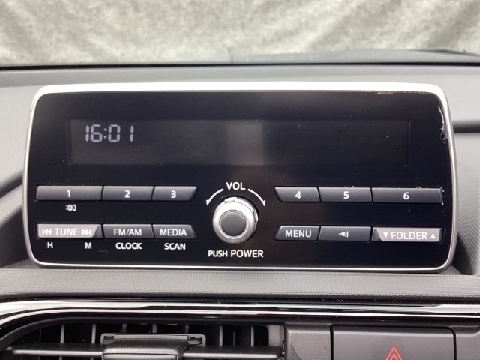 16:01
VOL
1 2 3 4 5 6
:00
TUNE FM/AM MEDIA MENU FOLDER
H M CLOCK SCAN PUSH POWER